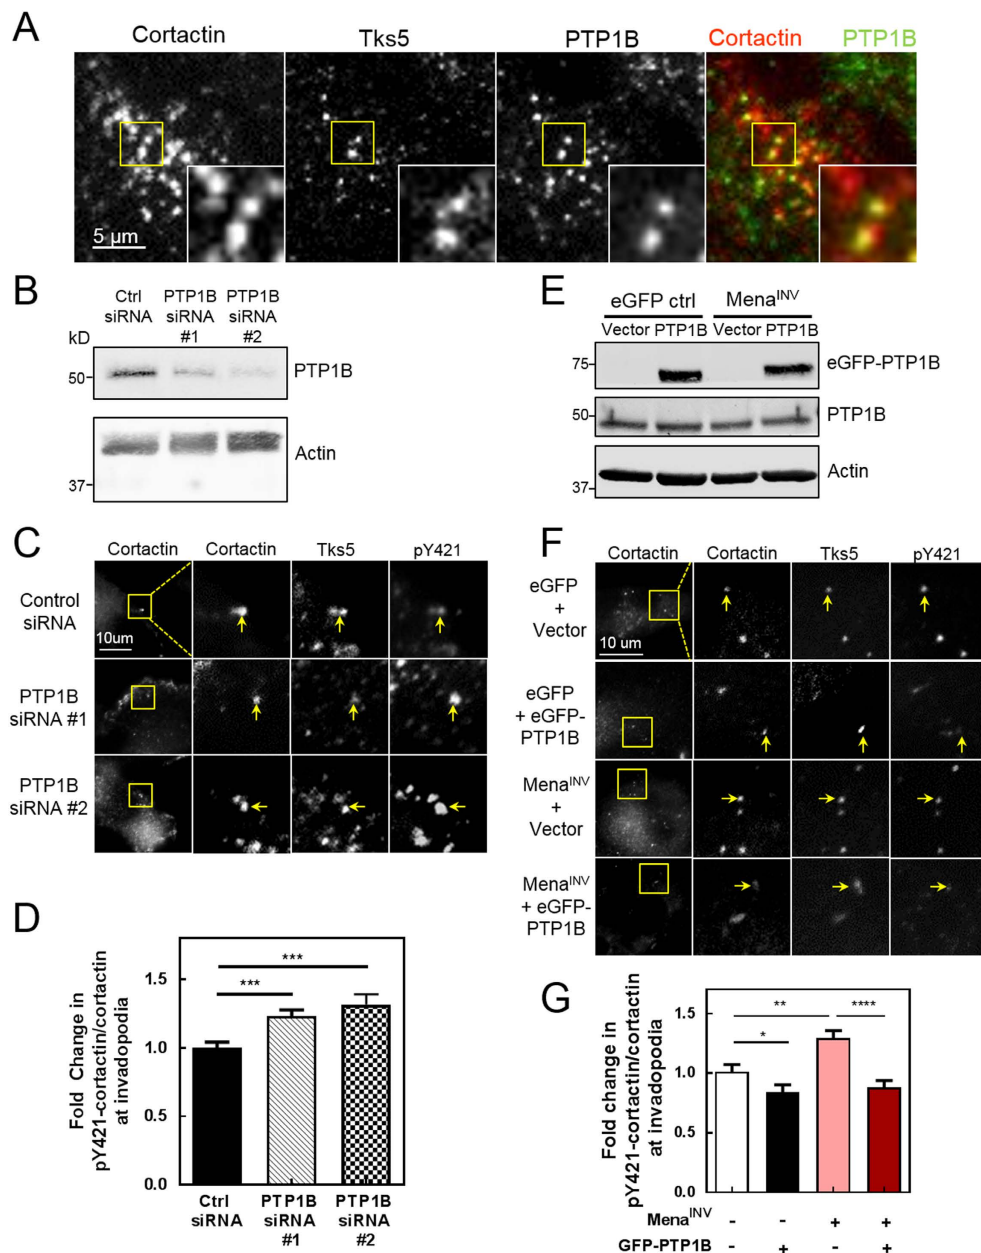 A
Cortactin Tks5 PTP1B Cortactin PTP1B
5 µm
B
Ctrl siRNA PTP1B siRNA #1 PTP1B siRNA #2
kD
50
PTP1B
Actin
37
E
eGFP ctrl Mena^INV
Vector PTP1B Vector PTP1B
75
eGFP-PTP1B
50
PTP1B
Actin
37
C
Cortactin Cortactin Tks5 pY421
Control
siRNA
10um
PTP1B
siRNA #1
PTP1B
siRNA #2
F
Cortactin Cortactin Tks5 pY421
eGFP
+
Vector
10 um
eGFP
+ eGFP-
PTP1B
Mena^INV
+
Vector
Mena^INV
+ eGFP-
PTP1B
D
Fold Change in
pY421-cortactin/cortactin
at invadopodia
1.5
1.0
0.5
0.0
***
***
Ctrl siRNA PTP1B siRNA #1 PTP1B siRNA #2
G
Fold change in
pY421-cortactin/cortactin
at invadopodia
1.5
1.0
0.5
0.0
** ****
*
Mena^INV - - + +
GFP-PTP1B - + - +